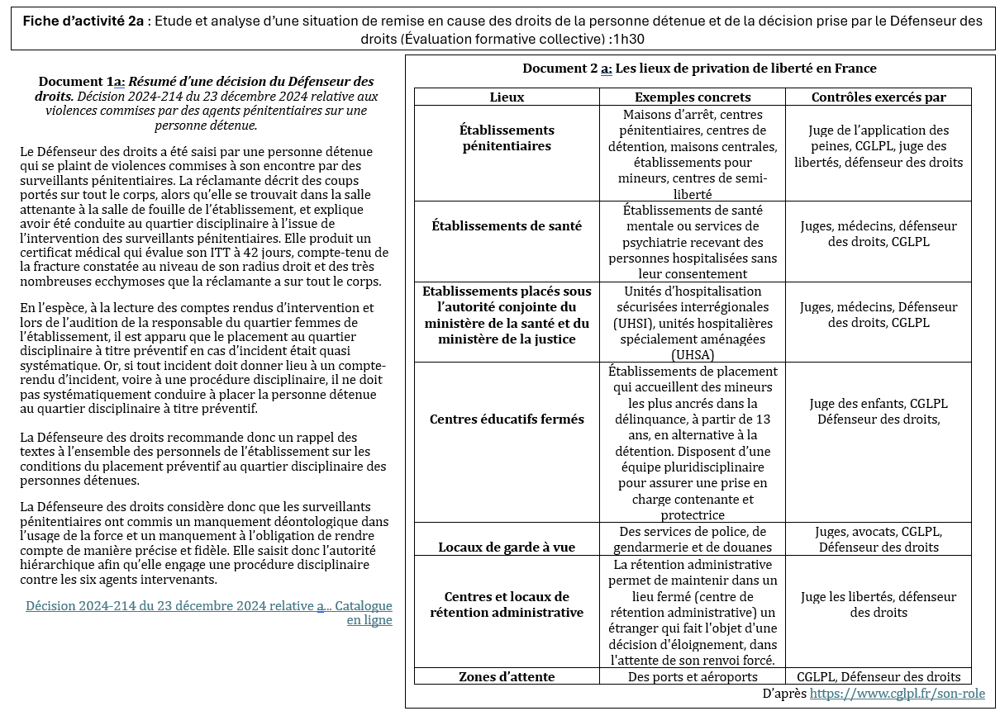 Fiche d’activité 2a : Etude et analyse d’une situation de remise en cause des droits de la personne détenue et de la décision prise par le Défenseur des
droits (Évaluation formative collective) :1h30
Document 1a: Résumé d’une décision du Défenseur des
droits. Décision 2024-214 du 23 décembre 2024 relative aux
violences commises par des agents pénitentiaires sur une
personne détenue.
Le Défenseur des droits a été saisi par une personne détenue
qui se plaint de violences commises à son encontre par des
surveillants pénitentiaires. La réclamante décrit des coups
portés sur tout le corps, alors qu’elle se trouvait dans la salle
attenante à la salle de fouille de l’établissement, et explique
avoir été conduite au quartier disciplinaire à l’issue de
l’intervention des surveillants pénitentiaires. Elle produit un
certificat médical qui évalue son ITT à 42 jours, compte-tenu de
la fracture constatée au niveau de son radius droit et des très
nombreuses ecchymoses que la réclamante a sur tout le corps.
En l’espèce, à la lecture des comptes rendus d’intervention et
lors de l’audition de la responsable du quartier femmes de
l’établissement, il est apparu que le placement au quartier
disciplinaire à titre préventif en cas d’incident était quasi
systématique. Or, si tout incident doit donner lieu à un compte-
rendu d’incident, voire à une procédure disciplinaire, il ne doit
pas systématiquement conduire à placer la personne détenue
au quartier disciplinaire à titre préventif.
La Défenseure des droits recommande donc un rappel des
textes à l’ensemble des personnels de l’établissement sur les
conditions du placement préventif au quartier disciplinaire des
personnes détenues.
La Défenseure des droits considère donc que les surveillants
pénitentiaires ont commis un manquement déontologique dans
l’usage de la force et un manquement à l’obligation de rendre
compte de manière précise et fidèle. Elle saisit donc l’autorité
hiérarchique afin qu’elle engage une procédure disciplinaire
contre les six agents intervenants.
Décision 2024-214 du 23 décembre 2024 relative a... Catalogue
en ligne
Document 2 a: Les lieux de privation de liberté en France
Lieux
Exemples concrets
Contrôles exercés par
Établissements
pénitentiaires
Maisons d’arrêt, centres
pénitentiaires, centres de
détention, maisons centrales,
établissements pour
mineurs, centres de semi-
liberté
Juge de l’application des
peines, CGLPL, juge des
libertés, défenseur des droits
Établissements de santé
Établissements de santé
mentale ou services de
psychiatrie recevant des
personnes hospitalisées sans
leur consentement
Juges, médecins, défenseur
des droits, CGLPL
Etablissements placés sous
l’autorité conjointe du
ministère de la santé et du
ministère de la justice
Unités d’hospitalisation
sécurisées interrégionales
(UHSI), unités hospitalières
spécialement aménagées
(UHSA)
Juges, médecins, Défenseur
des droits, CGLPL
Centres éducatifs fermés
Établissements de placement
qui accueillent des mineurs
les plus ancrés dans la
délinquance, à partir de 13
ans, en alternative à la
détention. Disposent d’une
équipe pluridisciplinaire
pour assurer une prise en
charge contenante et
protectrice
Juge des enfants, CGLPL
Défenseur des droits,
Locaux de garde à vue
Des services de police, de
gendarmerie et de douanes
Juges, avocats, CGLPL,
Défenseur des droits
Centres et locaux de
rétention administrative
La rétention administrative
permet de maintenir dans un
lieu fermé (centre de
rétention administrative) un
étranger qui fait l'objet d'une
décision d'éloignement, dans
l'attente de son renvoi forcé.
Juge les libertés, défenseur
des droits
Zones d’attente
Des ports et aéroports
CGLPL, Défenseur des droits
D’après https://www.cglpl.fr/son-role